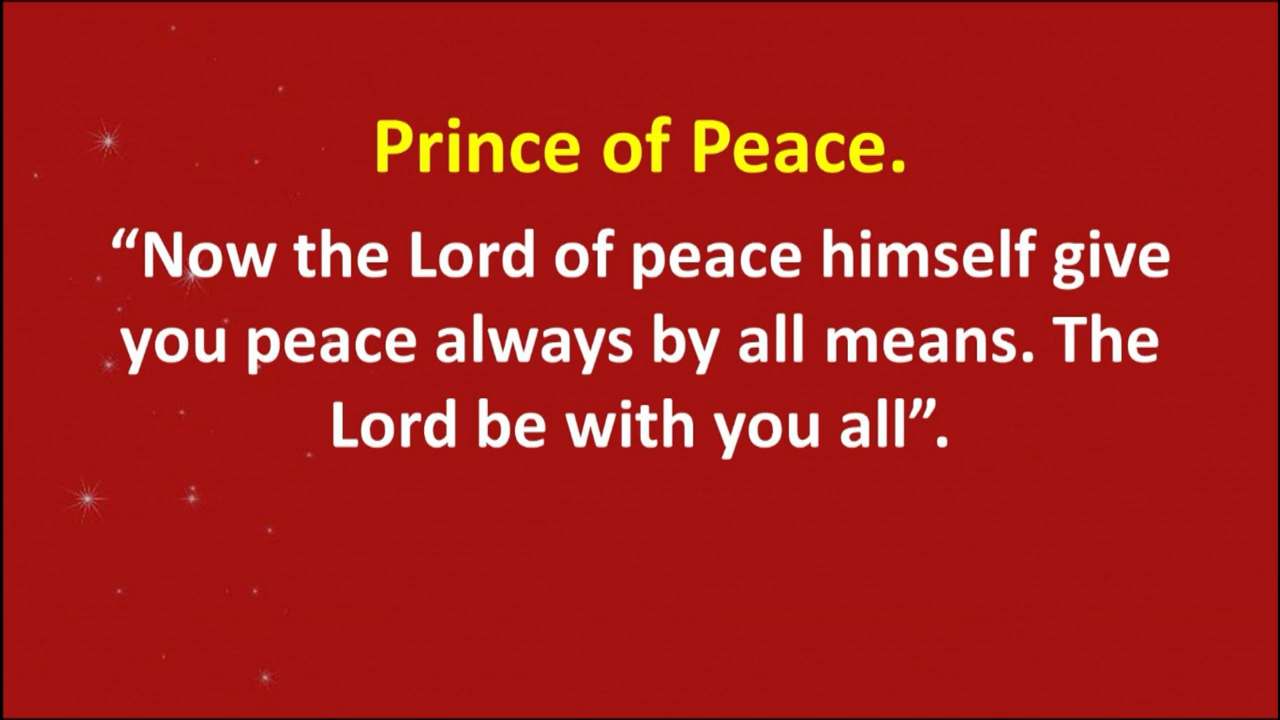 Prince of Peace.
“Now the Lord of peace himself give
you peace always by all means. The
Lord be with you all”.